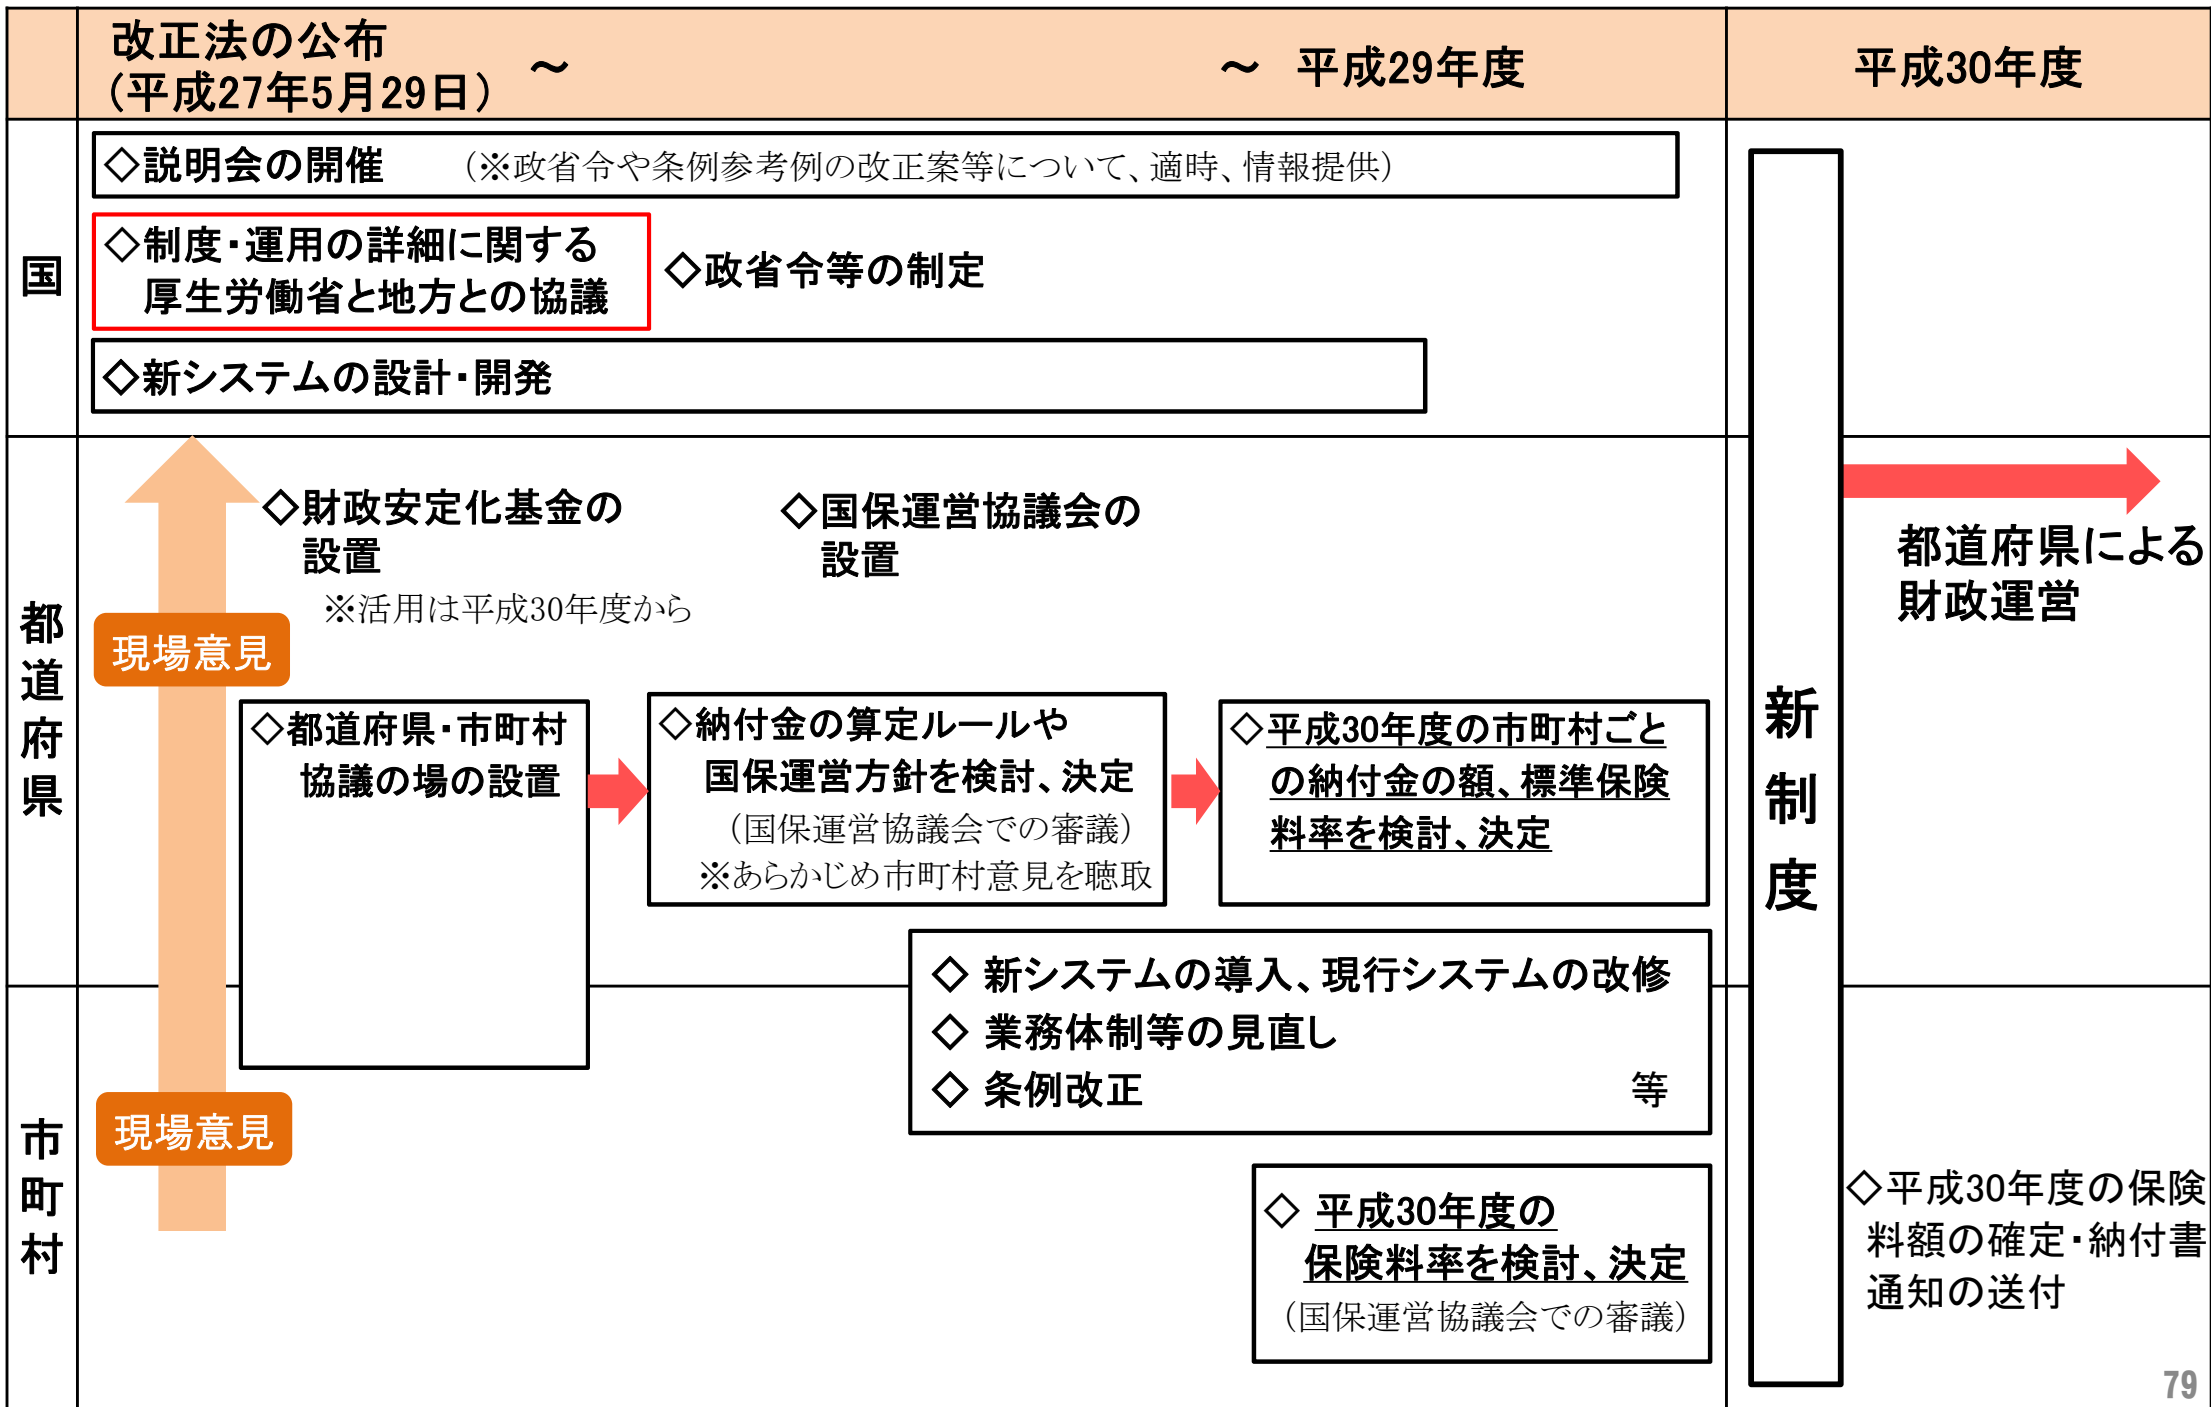 改正法の公布
(平成27年5月29日)
～
～ 平成29年度
平成30年度
国
◇説明会の開催 (※政省令や条例参考例の改正案等について、適時、情報提供)
◇制度・運用の詳細に関する
厚生労働省と地方との協議
◇政省令等の制定
◇新システムの設計・開発
都道府県
現場意見
◇財政安定化基金の
設置
※活用は平成30年度から
◇国保運営協議会の
設置
◇都道府県・市町村
協議の場の設置
◇納付金の算定ルールや
国保運営方針を検討、決定
(国保運営協議会での審議)
※あらかじめ市町村意見を聴取
◇平成30年度の市町村ごと
の納付金の額、標準保険
料率を検討、決定
◇ 新システムの導入、現行システムの改修
◇ 業務体制等の見直し
◇ 条例改正 等
新制度
都道府県による
財政運営
市町村
現場意見
◇ 平成30年度の
保険料率を検討、決定
(国保運営協議会での審議)
◇平成30年度の保険
料額の確定・納付書
通知の送付
79